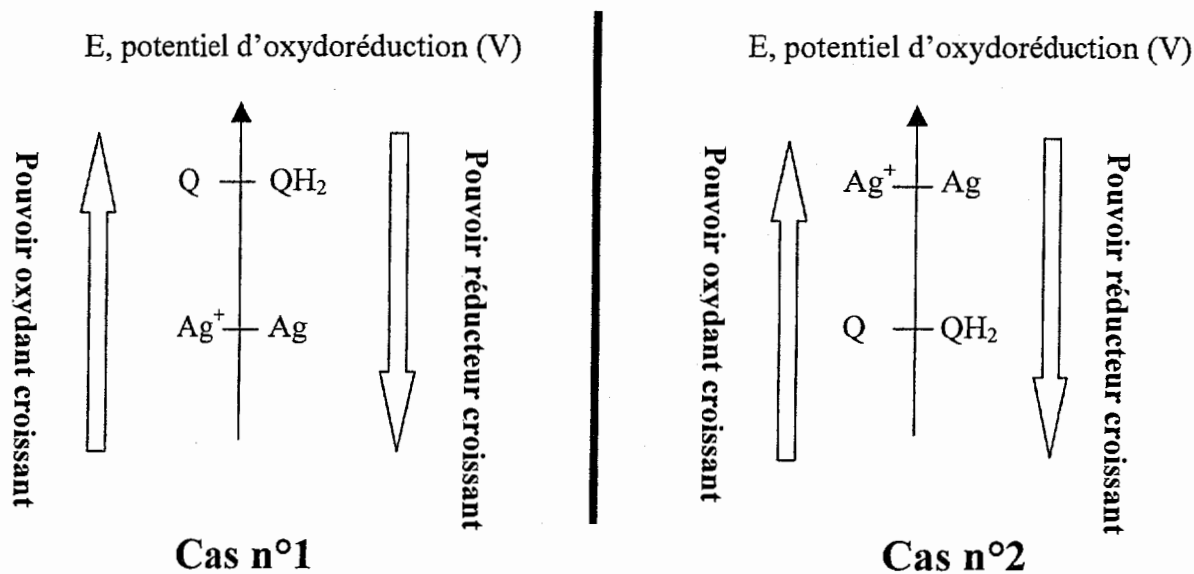 E, potentiel d'oxydoréduction (V)
Pouvoir oxydant croissant
Q
QH₂
Ag⁺
Ag
Pouvoir réducteur croissant
Cas n°1
E, potentiel d'oxydoréduction (V)
Pouvoir oxydant croissant
Ag⁺
Ag
Q
QH₂
Pouvoir réducteur croissant
Cas n°2